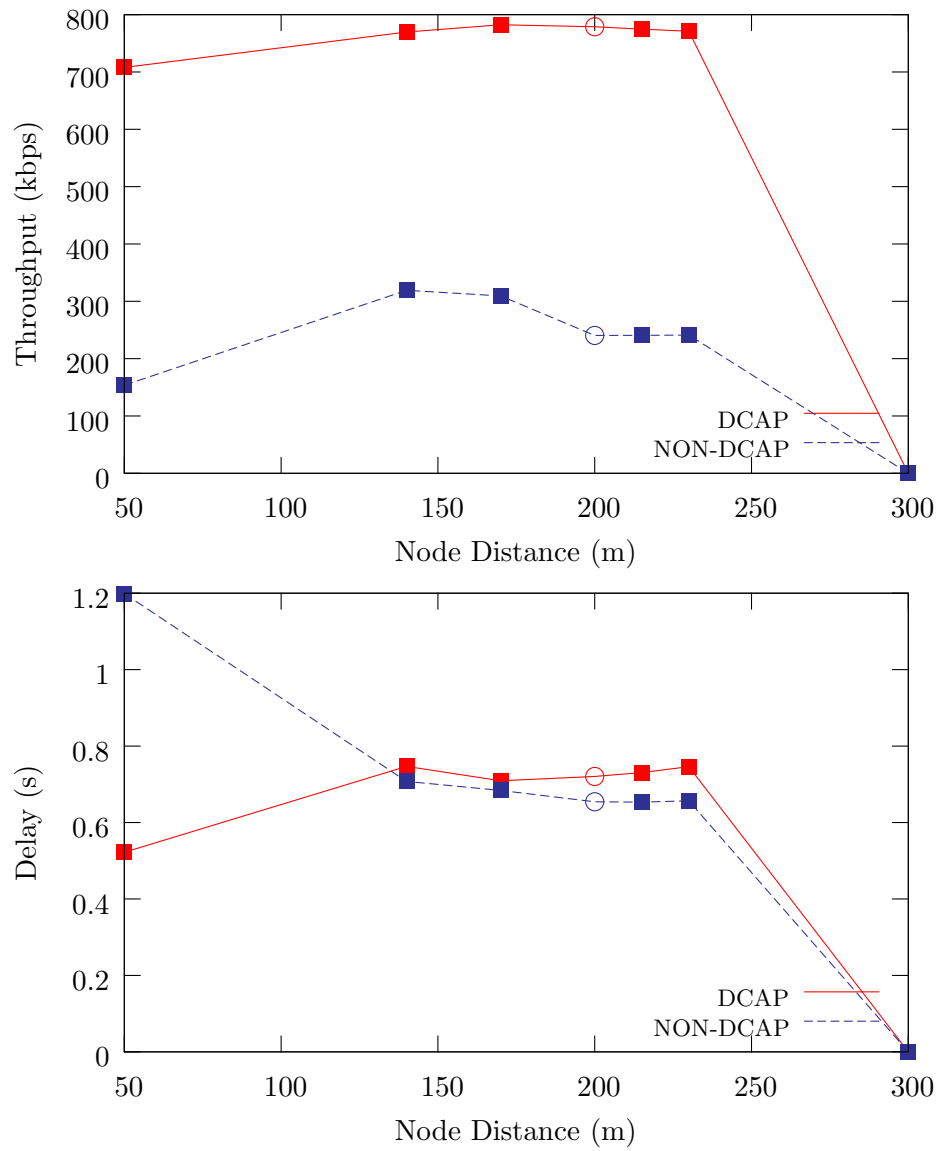 800
700
600
500
400
300
200
100
0
Throughput (kbps)
DCAP
NON-DCAP
50 100 150 200 250 300
Node Distance (m)
1.2
1
0.8
0.6
0.4
0.2
0
Delay (s)
DCAP
NON-DCAP
50 100 150 200 250 300
Node Distance (m)